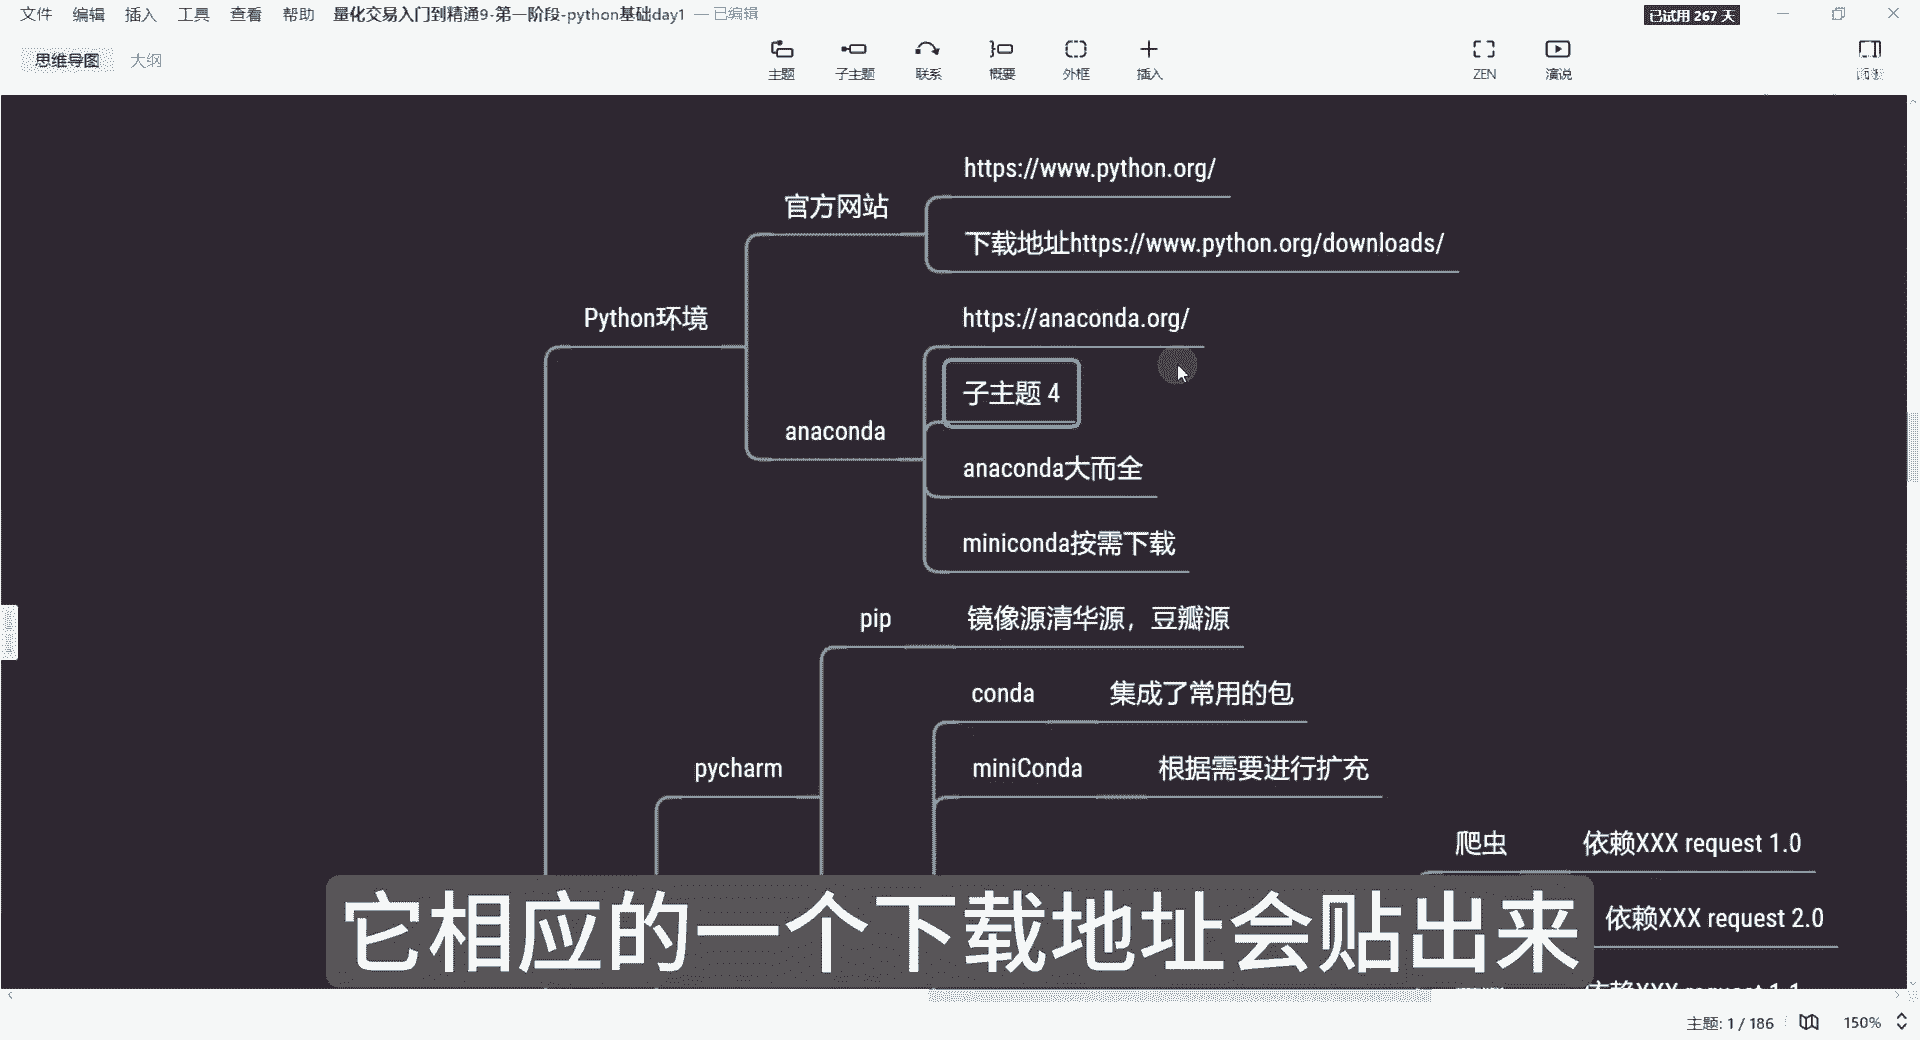 文件 编辑 插入 工具 查看 帮助 量化交易入门到精通9-第一阶段-python基础day1 — 已编辑
已试用 267 天
思维导图 大纲
主题 子主题 联系 概要 外框 插入 ZEN 演说
https://www.python.org/
官方网站
下载地址https://www.python.org/downloads/
Python环境
https://anaconda.org/
子主题 4
anaconda
anaconda大而全
miniconda按需下载
pip 镜像源清华源，豆瓣源
conda 集成了常用的包
pycharm
miniConda 根据需要进行扩充
爬虫 依赖XXX request 1.0
依赖XXX request 2.0
它相应的一个下载地址会贴出来
主题: 1 / 186 150%